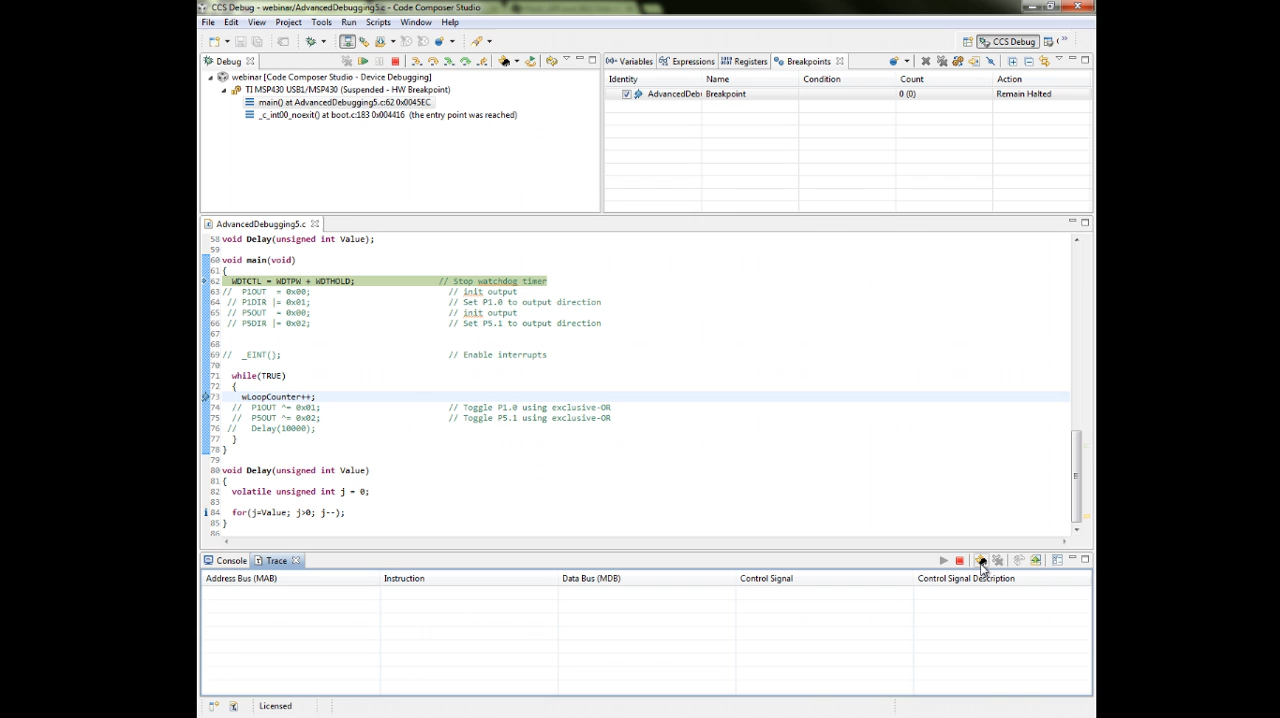 CCS Debug - webinar/AdvancedDebugging5.c - Code Composer Studio
File Edit View Project Tools Run Scripts Window Help
CCS Debug
Debug
webinar [Code Composer Studio - Device Debugging]
TI MSP430 USB1/MSP430 (Suspended - HW Breakpoint)
main() at AdvancedDebugging5.c:62 0x0045EC
_c_int00_noexit() at boot.c:183 0x004416 (the entry point was reached)
Variables Expressions Registers Breakpoints
Identity Name Condition Count Action
AdvancedDebu Breakpoint 0 (0) Remain Halted
AdvancedDebugging5.c
58 void Delay(unsigned int Value);
59
60 void main(void)
61 {
62 WDTCTL = WDTPW + WDTHOLD; // Stop watchdog timer
63 // P1OUT = 0x00; // init output
64 // P1DIR |= 0x01; // Set P1.0 to output direction
65 // P5OUT = 0x00; // init output
66 // P5DIR |= 0x02; // Set P5.1 to output direction
67
68
69 // _EINT(); // Enable interrupts
70
71 while(TRUE)
72 {
73 wLoopCounter++;
74 // P1OUT ^= 0x01; // Toggle P1.0 using exclusive-OR
75 // P5OUT ^= 0x02; // Toggle P5.1 using exclusive-OR
76 // Delay(10000);
77 }
78 }
79
80 void Delay(unsigned int Value)
81 {
82 volatile unsigned int j = 0;
83
84 for(j=Value; j>0; j--);
85 }
86
Console Trace
Address Bus (MAB) Instruction Data Bus (MDB) Control Signal Control Signal Description
Licensed